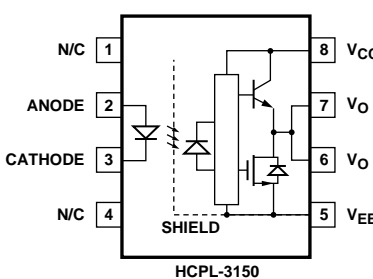 N/C 1
ANODE 2
CATHODE 3
N/C 4
8 VCC
7 VO
6 VO
5 VEE
SHIELD
HCPL-3150